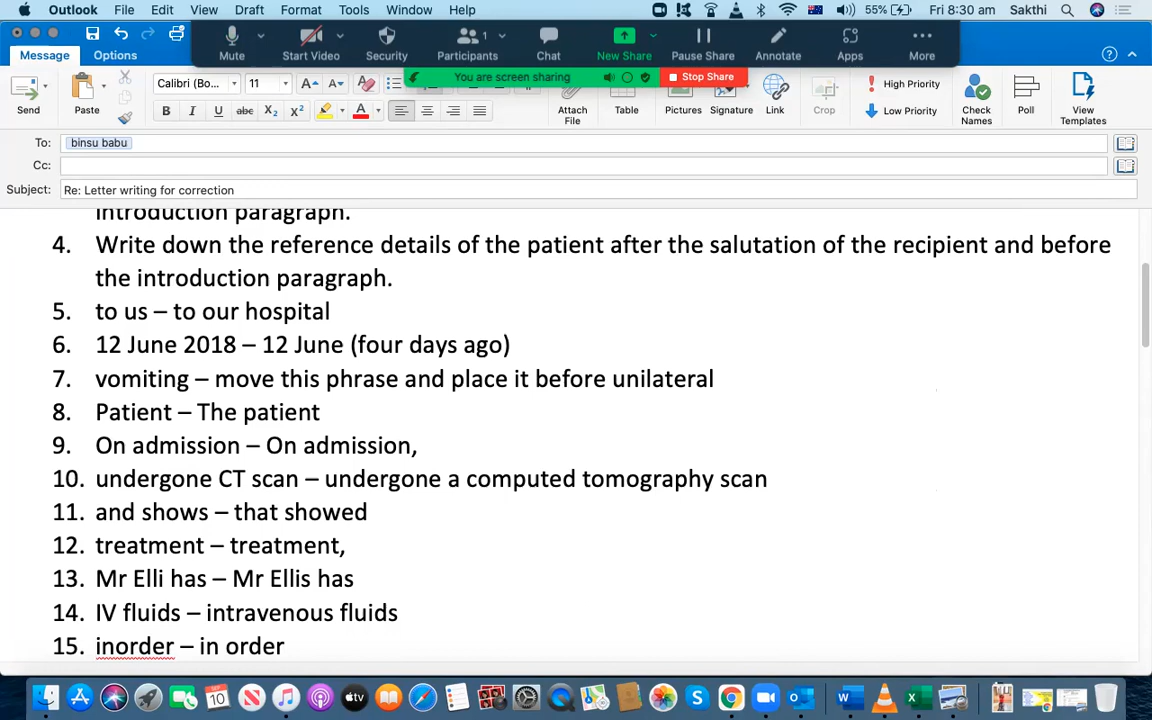 Outlook File Edit View Draft Format Tools Window Help 55% Fri 8:30 am Sakthi
Message Options
Mute Start Video Security Participants 1 Chat New Share Pause Share Annotate Apps More
You are screen sharing Stop Share
Send Paste Calibri (Bo... 11 Attach File Table Pictures Signature Link Crop High Priority Low Priority Check Names Poll View Templates
To: binsu babu
Cc:
Subject: Re: Letter writing for correction
introduction paragraph.
4. Write down the reference details of the patient after the salutation of the recipient and before
the introduction paragraph.
5. to us – to our hospital
6. 12 June 2018 – 12 June (four days ago)
7. vomiting – move this phrase and place it before unilateral
8. Patient – The patient
9. On admission – On admission,
10. undergone CT scan – undergone a computed tomography scan
11. and shows – that showed
12. treatment – treatment,
13. Mr Elli has – Mr Ellis has
14. IV fluids – intravenous fluids
15. inorder – in order
SEP 10 tv